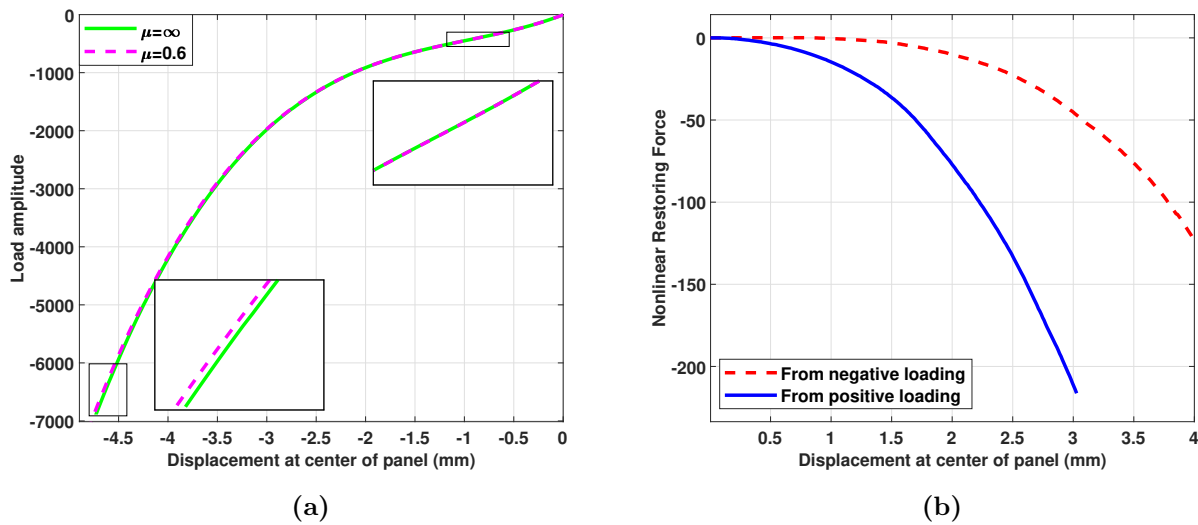 μ=∞
μ=0.6
0
-1000
-2000
-3000
-4000
-5000
-6000
-7000
Load amplitude
-4.5 -4 -3.5 -3 -2.5 -2 -1.5 -1 -0.5 0
Displacement at center of panel (mm)
(a)
0
-50
-100
-150
-200
Nonlinear Restoring Force
From negative loading
From positive loading
0.5 1 1.5 2 2.5 3 3.5 4
Displacement at center of panel (mm)
(b)